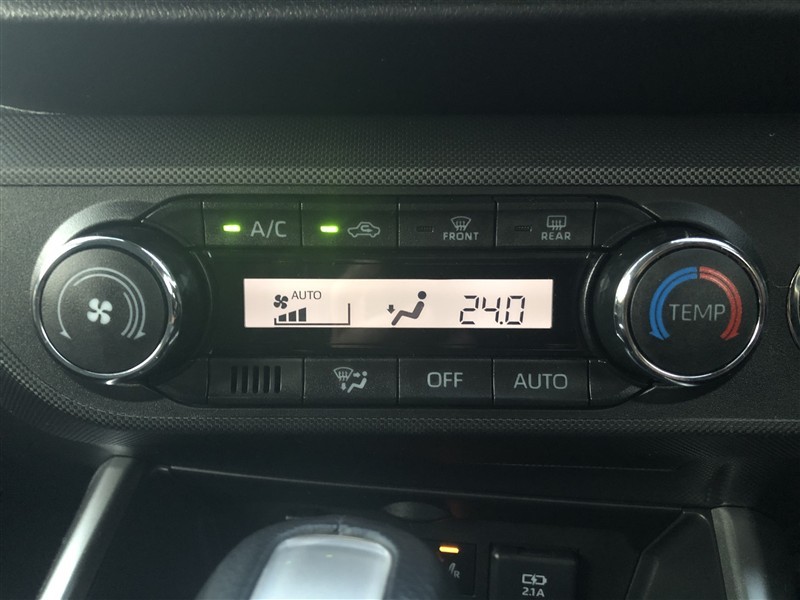 A/C
FRONT
REAR
AUTO
24.0
TEMP
OFF
AUTO
2.1A